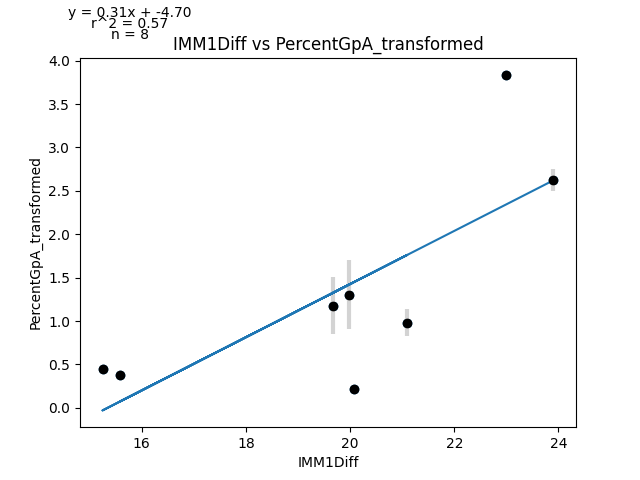 y = 0.31x + -4.70
r^2 = 0.57
n = 8
IMM1Diff vs PercentGpA_transformed
4.0
3.5
3.0
2.5
2.0
1.5
1.0
0.5
0.0
PercentGpA_transformed
16 18 20 22 24
IMM1Diff